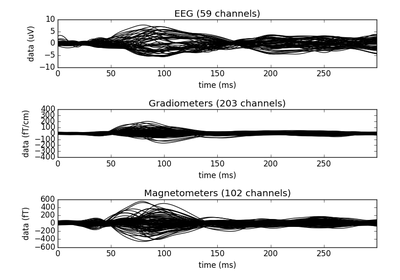 EEG (59 channels)
10
5
0
−5
−10
data (uV)
0 50 100 150 200 250
time (ms)
Gradiometers (203 channels)
400
300
200
100
0
−100
−200
−300
−400
data (fT/cm)
0 50 100 150 200 250
time (ms)
Magnetometers (102 channels)
600
400
200
0
−200
−400
−600
data (fT)
0 50 100 150 200 250
time (ms)